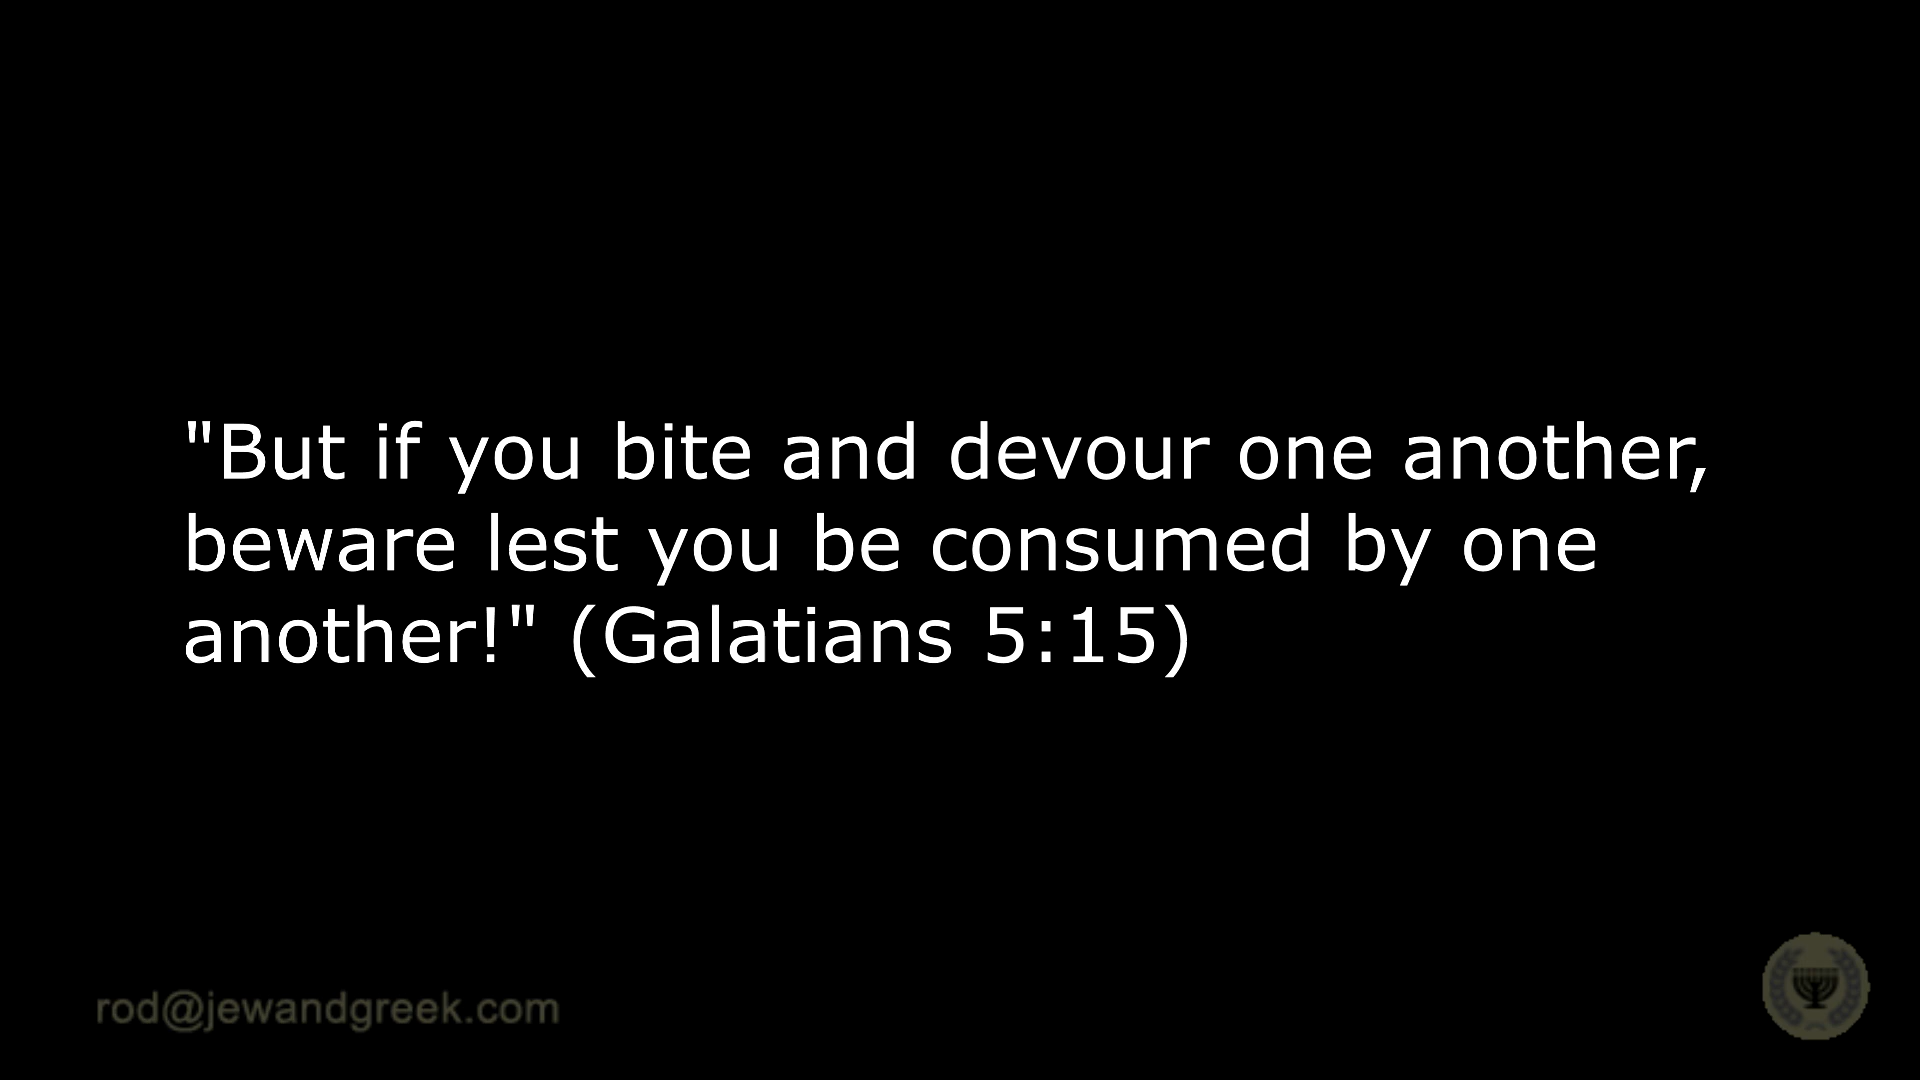 "But if you bite and devour one another,
beware lest you be consumed by one
another!" (Galatians 5:15)
rod@jewandgreek.com